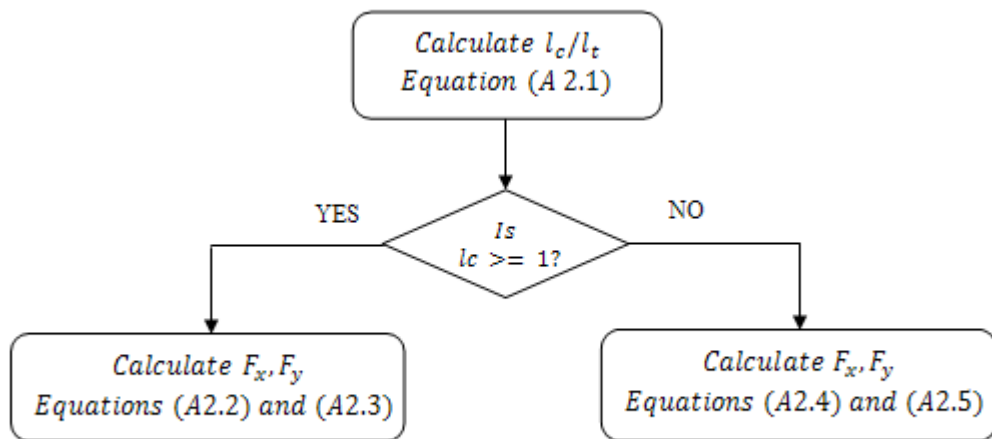 Calculate l_c/l_t
Equation (A 2.1)
YES
NO
Is
lc >= 1?
Calculate F_x, F_y
Equations (A2.2) and (A2.3)
Calculate F_x, F_y
Equations (A2.4) and (A2.5)